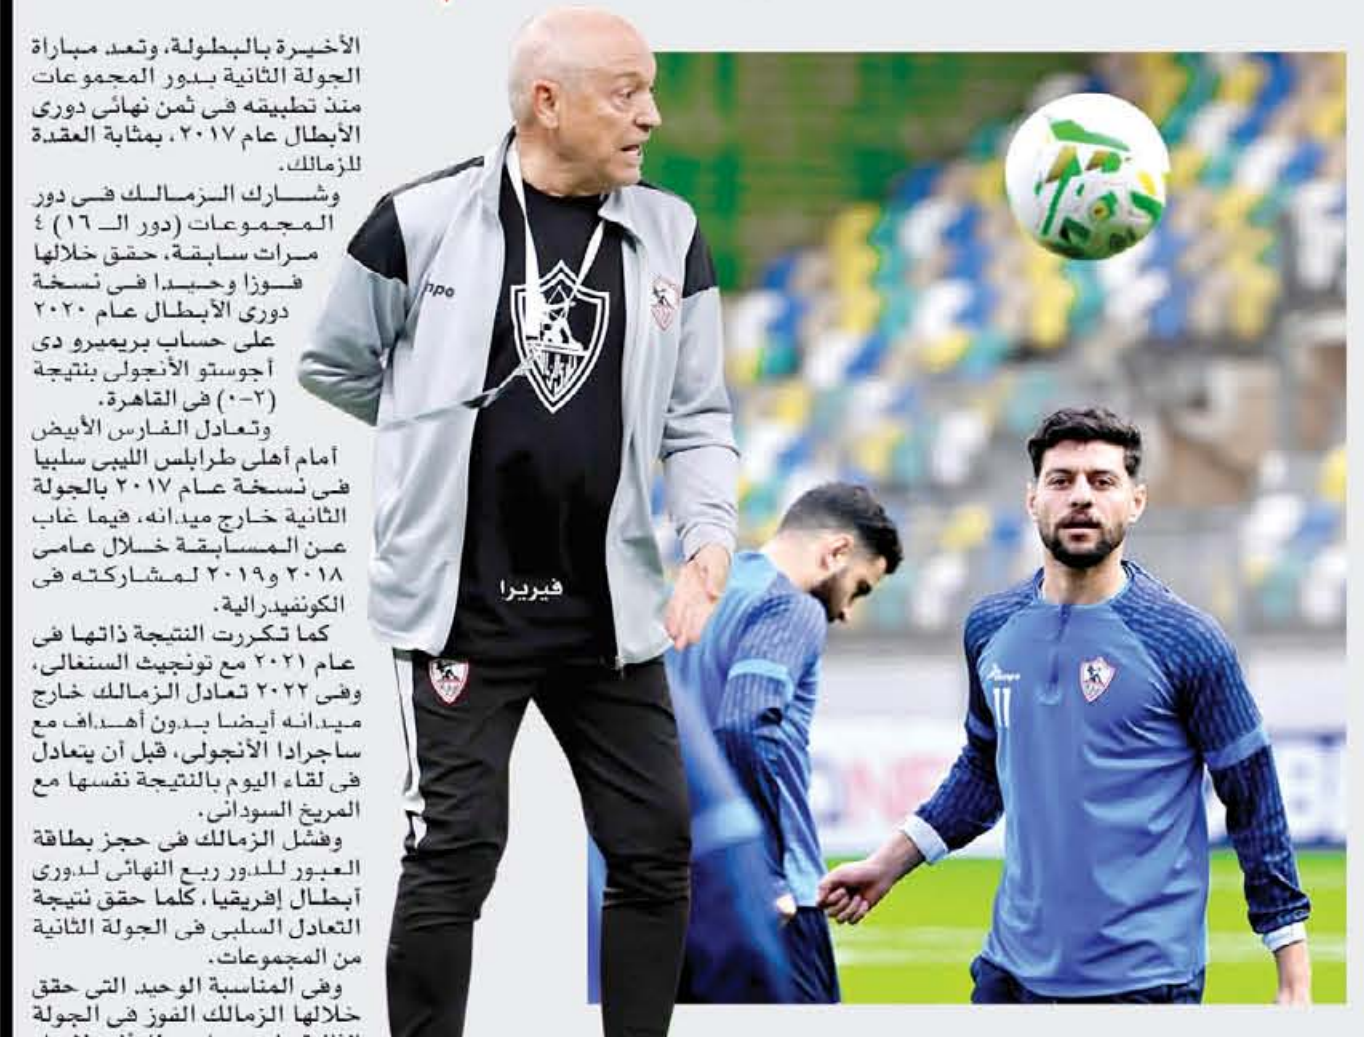 الأخيرة بالبطولة، وتعد مباراة
الجولة الثانية بدور المجموعات
منذ تطبيقه فى ثمن نهائى دورى
الأبطال عام ٢٠١٧، بمثابة العقدة
للزمالك.
وشارك الزمالك فى دور
المجموعات (دور الـ ١٦) ٤
مرات سابقة، حقق خلالها
فوزا وحيدا فى نسخة
دورى الأبطال عام ٢٠٢٠
على حساب بريميرو دى
أجوستو الأنجولى بنتيجة
(٢-٠) فى القاهرة.
وتعادل الفارس الأبيض
أمام أهلى طرابلس الليبى سلبيا
فى نسخة عام ٢٠١٧ بالجولة
الثانية خارج ميدانه، فيما غاب
عن المسابقة خلال عامى
٢٠١٨ و٢٠١٩ لمشاركته فى
الكونفيدرالية.
كما تكررت النتيجة ذاتها فى
عام ٢٠٢١ مع تونجيث السنغالى،
وفى ٢٠٢٢ تعادل الزمالك خارج
ميدانه أيضا بدون أهداف مع
ساجرادا الأنجولى، قبل أن يتعادل
فى لقاء اليوم بالنتيجة نفسها مع
المريخ السودانى.
وفشل الزمالك فى حجز بطاقة
العبور للدور ربع النهائى لدورى
أبطال إفريقيا، كلما حقق نتيجة
التعادل السلبى فى الجولة الثانية
من المجموعات.
وفى المناسبة الوحيد التى حقق
خلالها الزمالك الفوز فى الجولة
فيريرا
11